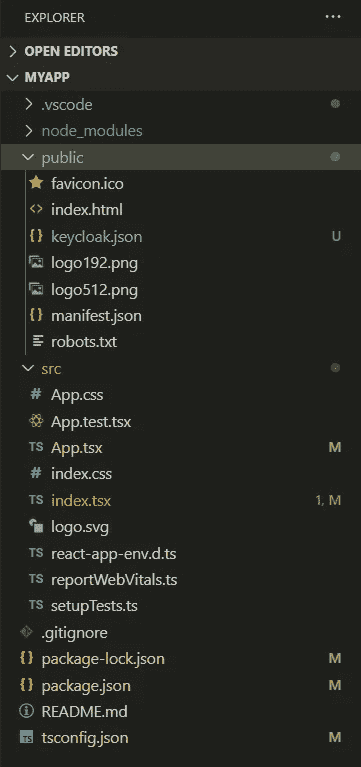 EXPLORER ...
OPEN EDITORS
MYAPP
.vscode
node_modules
public
favicon.ico
index.html
keycloak.json U
logo192.png
logo512.png
manifest.json
robots.txt
src
App.css
App.test.tsx
TS App.tsx M
index.css
TS index.tsx 1, M
logo.svg
TS react-app-env.d.ts
TS reportWebVitals.ts
TS setupTests.ts
.gitignore
package-lock.json M
package.json M
README.md
TS tsconfig.json M